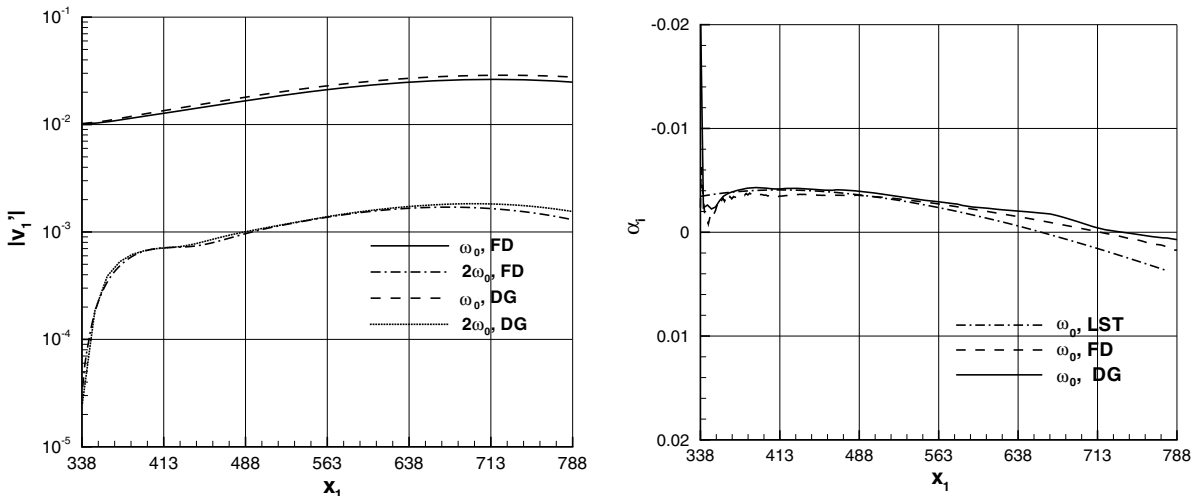 10⁻¹
10⁻²
10⁻³
10⁻⁴
10⁻⁵
|v₁'|
338 413 488 563 638 713 788
x₁
ω₀, FD
2ω₀, FD
ω₀, DG
2ω₀, DG
-0.02
-0.01
0
0.01
0.02
αᵢ
338 413 488 563 638 713 788
x₁
ω₀, LST
ω₀, FD
ω₀, DG